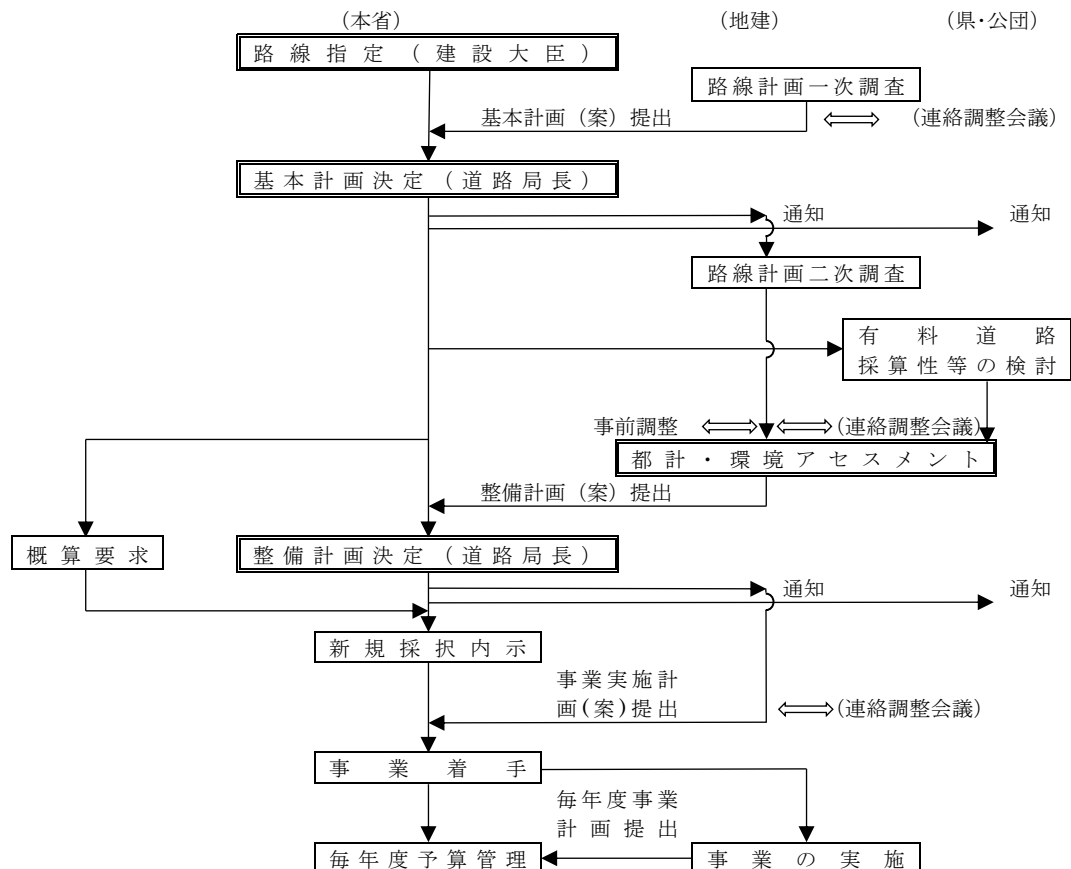 (本省)
(地建)
(県・公団)
路線指定(建設大臣)
路線計画一次調査
基本計画(案)提出
(連絡調整会議)
基本計画決定(道路局長)
通知
通知
路線計画二次調査
有料道路
採算性等の検討
事前調整
(連絡調整会議)
都計・環境アセスメント
整備計画(案)提出
概算要求
整備計画決定(道路局長)
通知
通知
新規採択内示
事業実施計
画(案)提出
(連絡調整会議)
事業着手
毎年度事業
計画提出
毎年度予算管理
事業の実施